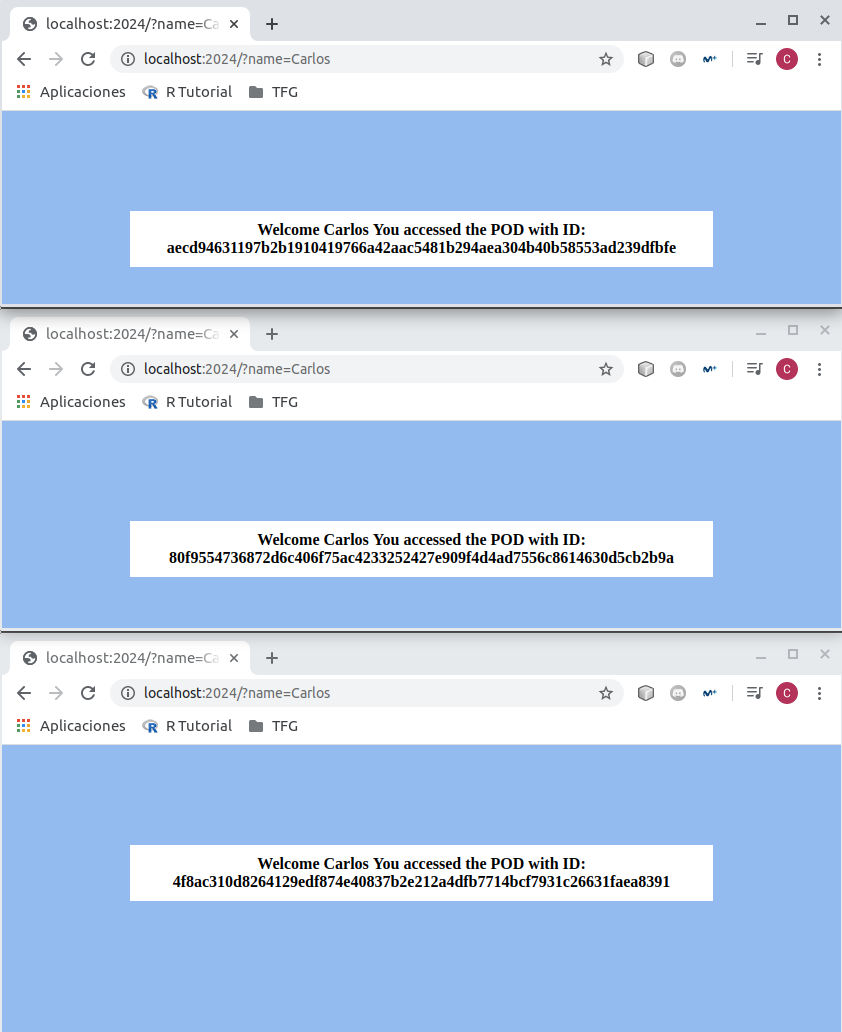 localhost:2024/?name=Ca
localhost:2024/?name=Carlos
C
Aplicaciones
R Tutorial
TFG
Welcome Carlos You accessed the POD with ID:
aecd94631197b2b1910419766a42aac5481b294aea304b40b58553ad239dfbfe
localhost:2024/?name=Ca
localhost:2024/?name=Carlos
C
Aplicaciones
R Tutorial
TFG
Welcome Carlos You accessed the POD with ID:
80f9554736872d6c406f75ac4233252427e909f4d4ad7556c8614630d5cb2b9a
localhost:2024/?name=Ca
localhost:2024/?name=Carlos
C
Aplicaciones
R Tutorial
TFG
Welcome Carlos You accessed the POD with ID:
4f8ac310d8264129edf874e40837b2e212a4dfb7714bcf7931c26631faea8391